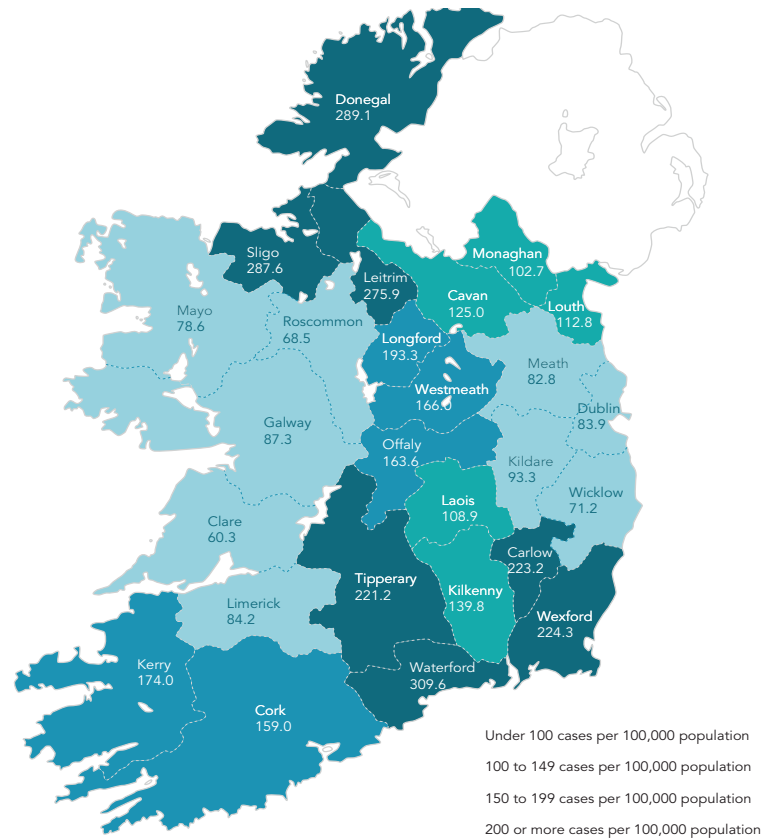 Donegal
289.1
Sligo
287.6
Leitrim
275.9
Monaghan
102.7
Cavan
125.0
Louth
112.8
Mayo
78.6
Roscommon
68.5
Longford
193.3
Meath
82.8
Westmeath
166.0
Dublin
83.9
Galway
87.3
Offaly
163.6
Kildare
93.3
Wicklow
71.2
Laois
108.9
Clare
60.3
Carlow
223.2
Tipperary
221.2
Kilkenny
139.8
Limerick
84.2
Wexford
224.3
Kerry
174.0
Waterford
309.6
Cork
159.0
Under 100 cases per 100,000 population
100 to 149 cases per 100,000 population
150 to 199 cases per 100,000 population
200 or more cases per 100,000 population